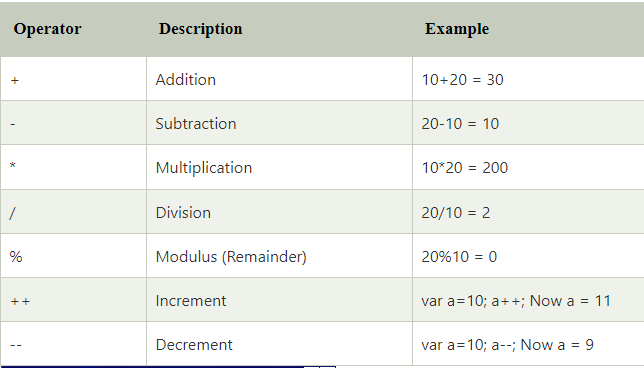 Operator Description Example
+ Addition 10+20 = 30
- Subtraction 20-10 = 10
* Multiplication 10*20 = 200
/ Division 20/10 = 2
% Modulus (Remainder) 20%10 = 0
++ Increment var a=10; a++; Now a = 11
-- Decrement var a=10; a--; Now a = 9